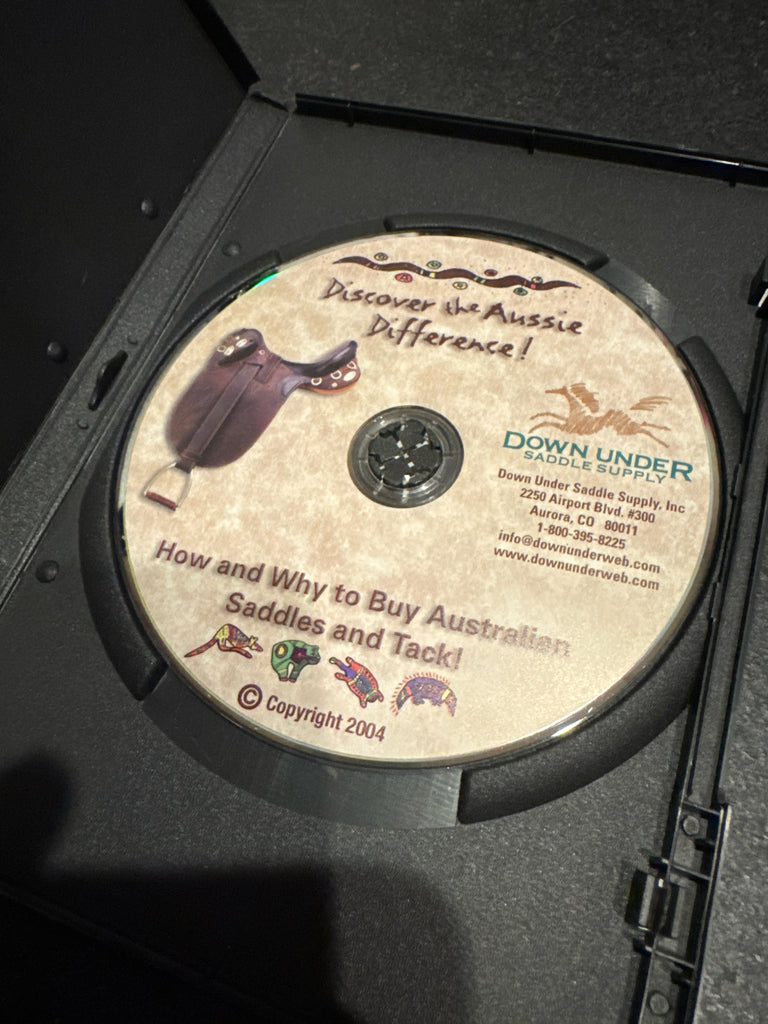 Discover the Aussie
Difference!
DOWN UNDER
SADDLE SUPPLY
Down Under Saddle Supply, Inc
2250 Airport Blvd. #300
Aurora, CO 80011
1-800-395-8225
info@downunderweb.com
www.downunderweb.com
How and Why to Buy Australian
Saddles and Tack!
© Copyright 2004